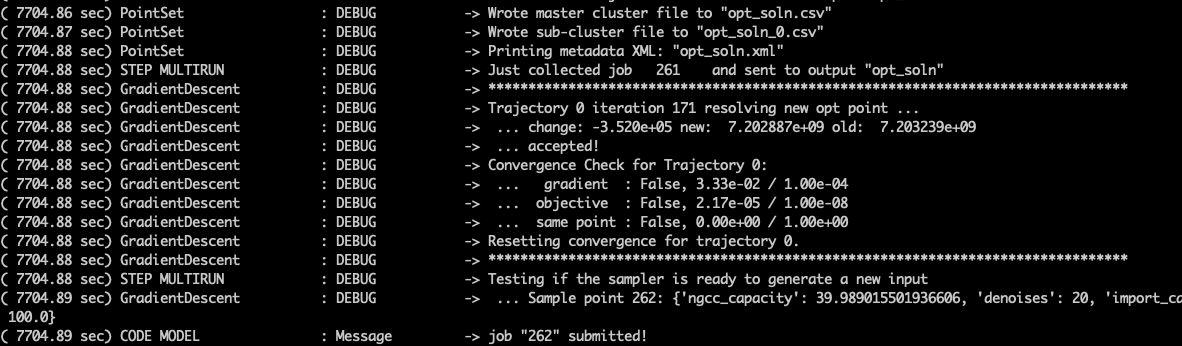 ( 7704.86 sec) PointSet : DEBUG -> Wrote master cluster file to "opt_soln.csv"
( 7704.87 sec) PointSet : DEBUG -> Wrote sub-cluster file to "opt_soln_0.csv"
( 7704.88 sec) PointSet : DEBUG -> Printing metadata XML: "opt_soln.xml"
( 7704.88 sec) STEP MULTIRUN : DEBUG -> Just collected job 261 and sent to output "opt_soln"
( 7704.88 sec) GradientDescent : DEBUG -> ********************************************************************************
( 7704.88 sec) GradientDescent : DEBUG -> Trajectory 0 iteration 171 resolving new opt point ...
( 7704.88 sec) GradientDescent : DEBUG -> ... change: -3.520e+05 new: 7.202887e+09 old: 7.203239e+09
( 7704.88 sec) GradientDescent : DEBUG -> ... accepted!
( 7704.88 sec) GradientDescent : DEBUG -> Convergence Check for Trajectory 0:
( 7704.88 sec) GradientDescent : DEBUG -> ... gradient : False, 3.33e-02 / 1.00e-04
( 7704.88 sec) GradientDescent : DEBUG -> ... objective : False, 2.17e-05 / 1.00e-08
( 7704.88 sec) GradientDescent : DEBUG -> ... same point : False, 0.00e+00 / 1.00e+00
( 7704.88 sec) GradientDescent : DEBUG -> Resetting convergence for trajectory 0.
( 7704.88 sec) GradientDescent : DEBUG -> ********************************************************************************
( 7704.88 sec) STEP MULTIRUN : DEBUG -> Testing if the sampler is ready to generate a new input
( 7704.89 sec) GradientDescent : DEBUG -> ... Sample point 262: {'ngcc_capacity': 39.989015501936606, 'denoises': 20, 'import_ca
100.0}
( 7704.89 sec) CODE MODEL : Message -> job "262" submitted!